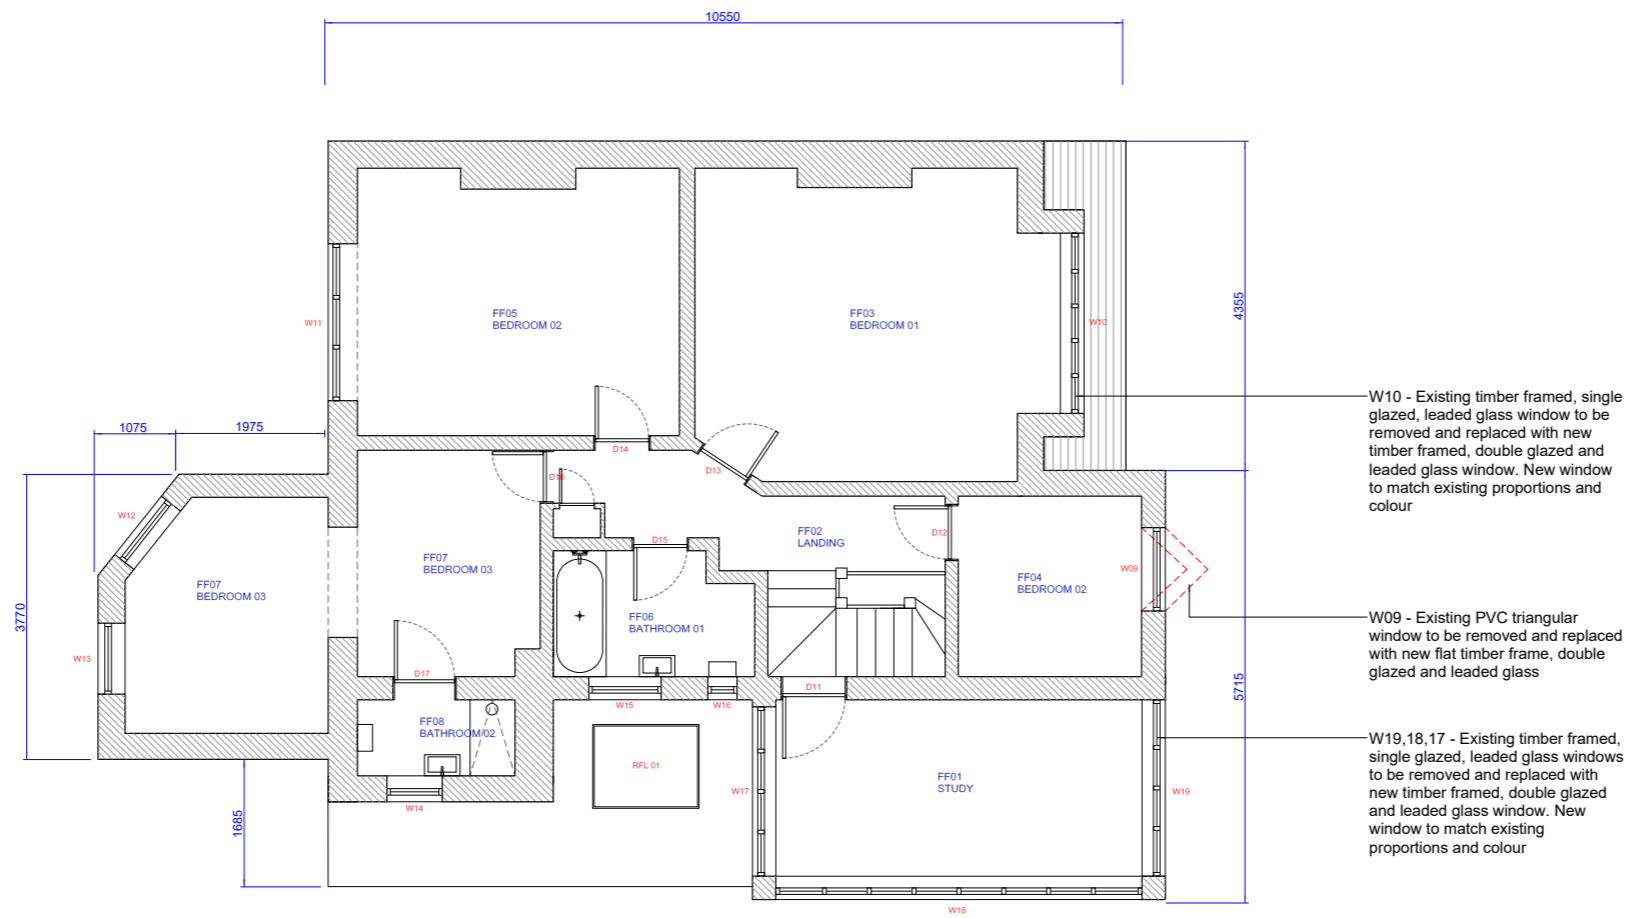 10550
W11
FF05
BEDROOM 02
FF03
BEDROOM 01
W10
4355
1075
1975
D14
D13
D16
W12
FF07
BEDROOM 03
FF07
BEDROOM 03
D15
FF02
LANDING
D12
FF04
BEDROOM 02
W09
FF06
BATHROOM 01
3770
W13
D17
D11
W15
W16
5715
FF08
BATHROOM 02
RFL 01
W14
W17
FF01
STUDY
W19
1685
W18
W10 - Existing timber framed, single
glazed, leaded glass window to be
removed and replaced with new
timber framed, double glazed and
leaded glass window. New window
to match existing proportions and
colour
W09 - Existing PVC triangular
window to be removed and replaced
with new flat timber frame, double
glazed and leaded glass
W19,18,17 - Existing timber framed,
single glazed, leaded glass windows
to be removed and replaced with
new timber framed, double glazed
and leaded glass window. New
window to match existing
proportions and colour